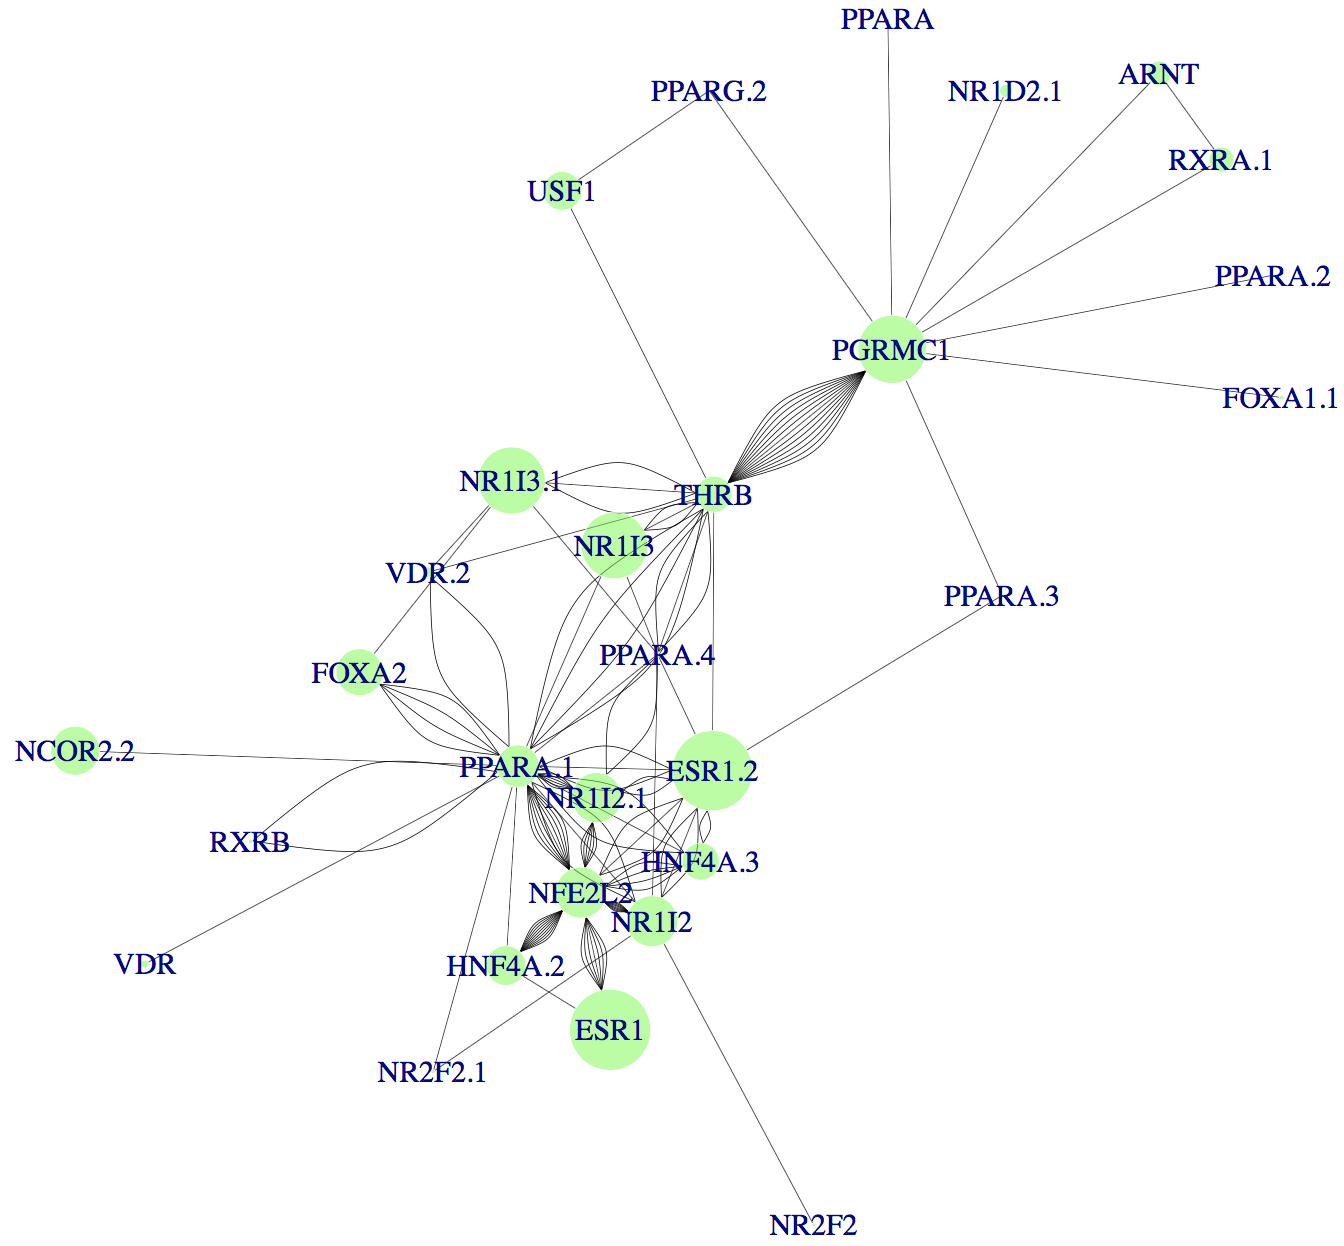 PPARA
ARNT
PPARG.2
NR1D2.1
RXRA.1
USF1
PPARA.2
PGRMC1
FOXA1.1
NR1I3.1
THRB
NR1I3
VDR.2
PPARA.3
PPARA.4
FOXA2
NCOR2.2
PPARA.1
ESR1.2
NR1I2.1
RXRB
HNF4A.3
NFE2L2
NR1I2
VDR
HNF4A.2
ESR1
NR2F2.1
NR2F2